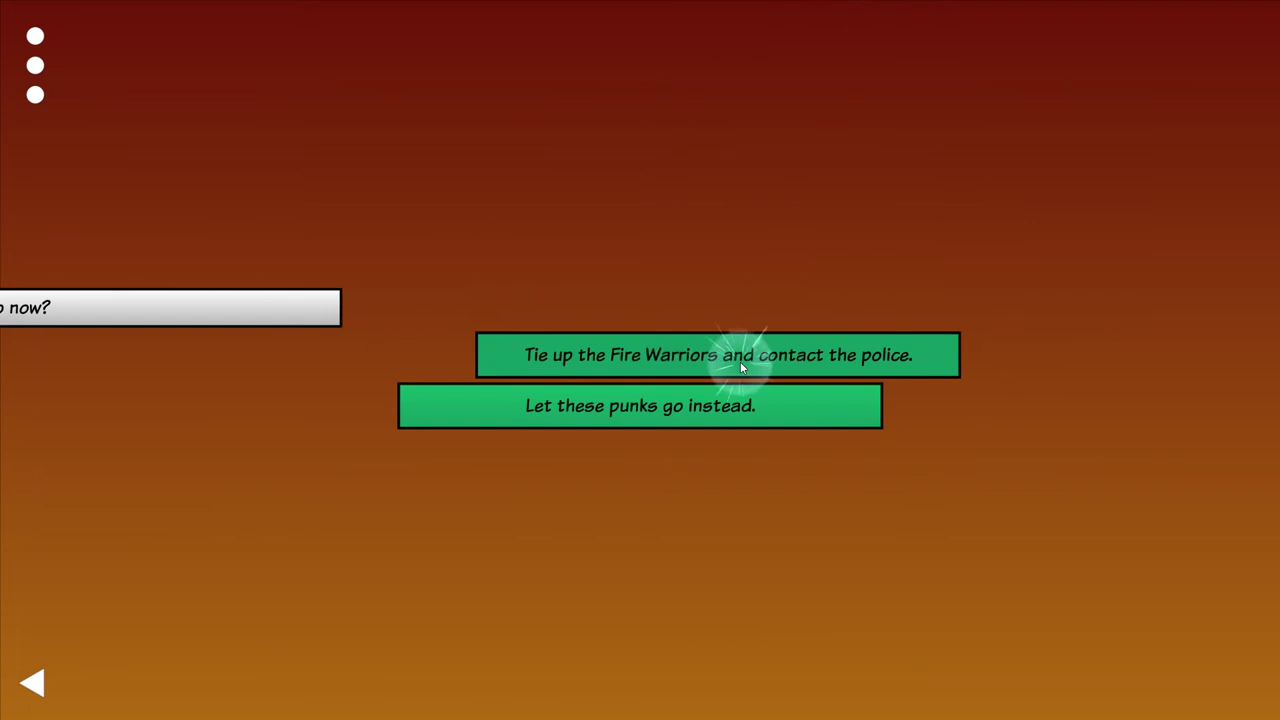 now?
Tie up the Fire Warriors and contact the police.
Let these punks go instead.